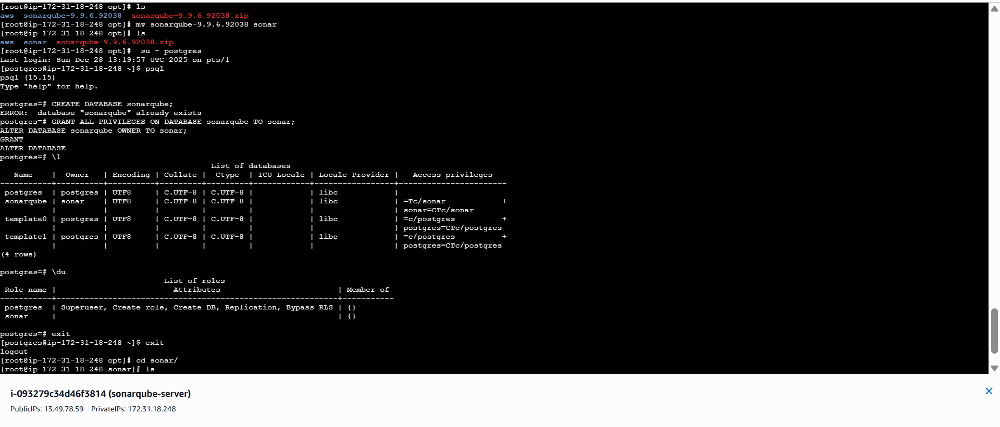 [root@ip-172-31-18-248 opt]# ls
aws  sonarqube-9.9.6.92038  sonarqube-9.9.6.92038.zip
[root@ip-172-31-18-248 opt]# mv sonarqube-9.9.6.92038 sonar
[root@ip-172-31-18-248 opt]# ls
aws  sonar  sonarqube-9.9.6.92038.zip
[root@ip-172-31-18-248 opt]#  su - postgres
Last login: Sun Dec 28 13:19:57 UTC 2025 on pts/1
[postgres@ip-172-31-18-248 ~]$ psql
psql (15.15)
Type "help" for help.

postgres=# CREATE DATABASE sonarqube;
ERROR:  database "sonarqube" already exists
postgres=# GRANT ALL PRIVILEGES ON DATABASE sonarqube TO sonar;
ALTER DATABASE sonarqube OWNER TO sonar;
GRANT
ALTER DATABASE
postgres=# \l
                                             List of databases
   Name    |  Owner   | Encoding | Collate |  Ctype  | ICU Locale | Locale Provider |   Access privileges
-----------+----------+----------+---------+---------+------------+-----------------+-----------------------
 postgres  | postgres | UTF8     | C.UTF-8 | C.UTF-8 |            | libc            |
 sonarqube | sonar    | UTF8     | C.UTF-8 | C.UTF-8 |            | libc            | =Tc/sonar            +
           |          |          |         |         |            |                 | sonar=CTc/sonar
 template0 | postgres | UTF8     | C.UTF-8 | C.UTF-8 |            | libc            | =c/postgres          +
           |          |          |         |         |            |                 | postgres=CTc/postgres
 template1 | postgres | UTF8     | C.UTF-8 | C.UTF-8 |            | libc            | =c/postgres          +
           |          |          |         |         |            |                 | postgres=CTc/postgres
(4 rows)

postgres=# \du
                                   List of roles
 Role name |                         Attributes                         | Member of
-----------+------------------------------------------------------------+-----------
 postgres  | Superuser, Create role, Create DB, Replication, Bypass RLS | {}
 sonar     |                                                            | {}

postgres=# exit
[postgres@ip-172-31-18-248 ~]$ exit
logout
[root@ip-172-31-18-248 opt]# cd sonar/
[root@ip-172-31-18-248 sonar]# ls
i-093279c34d46f3814 (sonarqube-server)
PublicIPs: 13.49.78.59    PrivateIPs: 172.31.18.248